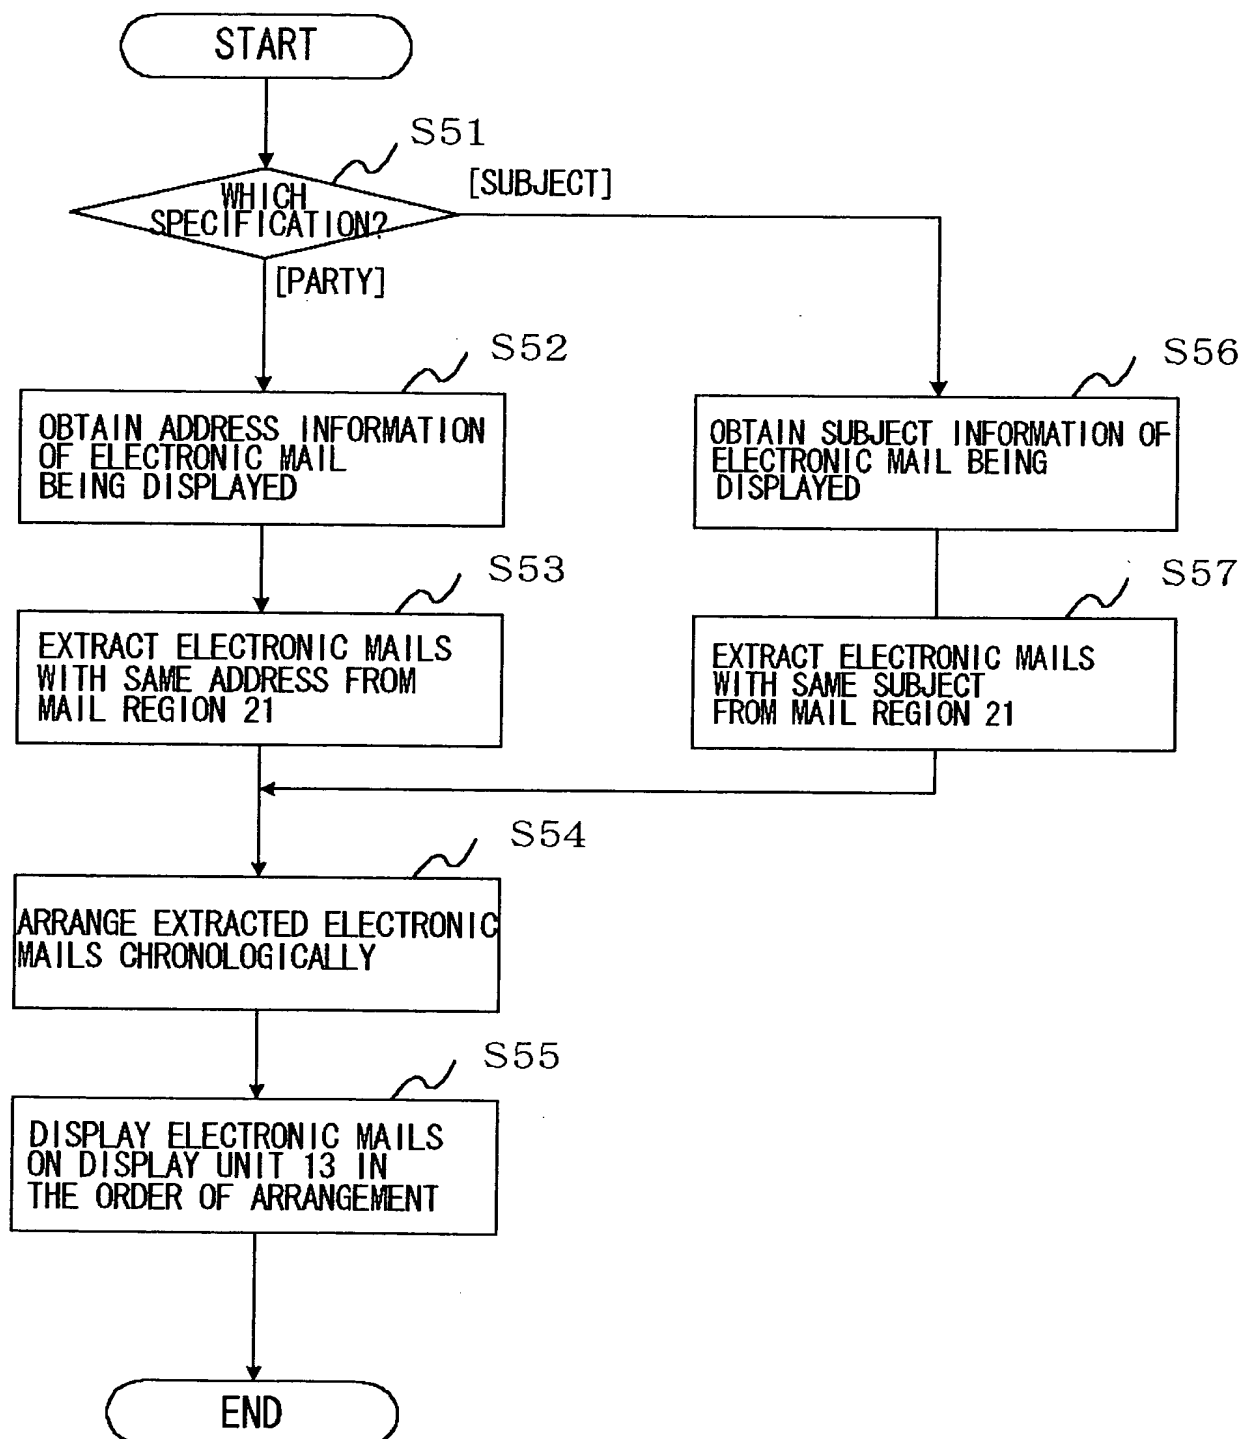 START
S51
[SUBJECT]
WHICH
SPECIFICATION?
[PARTY]
S52
OBTAIN ADDRESS INFORMATION
OF ELECTRONIC MAIL
BEING DISPLAYED
S56
OBTAIN SUBJECT INFORMATION OF
ELECTRONIC MAIL BEING
DISPLAYED
S53
EXTRACT ELECTRONIC MAILS
WITH SAME ADDRESS FROM
MAIL REGION 21
S57
EXTRACT ELECTRONIC MAILS
WITH SAME SUBJECT
FROM MAIL REGION 21
S54
ARRANGE EXTRACTED ELECTRONIC
MAILS CHRONOLOGICALLY
S55
DISPLAY ELECTRONIC MAILS
ON DISPLAY UNIT 13 IN
THE ORDER OF ARRANGEMENT
END